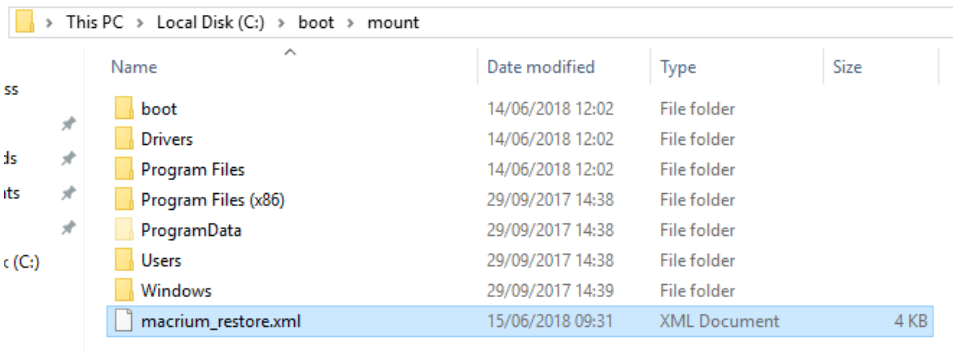 This PC > Local Disk (C:) > boot > mount
Name Date modified Type Size
ss
boot 14/06/2018 12:02 File folder
Drivers 14/06/2018 12:02 File folder
ds
Program Files 14/06/2018 12:02 File folder
nts
Program Files (x86) 29/09/2017 14:38 File folder
ProgramData 29/09/2017 14:38 File folder
c (C:)
Users 29/09/2017 14:38 File folder
Windows 29/09/2017 14:39 File folder
macrium_restore.xml 15/06/2018 09:31 XML Document 4 KB